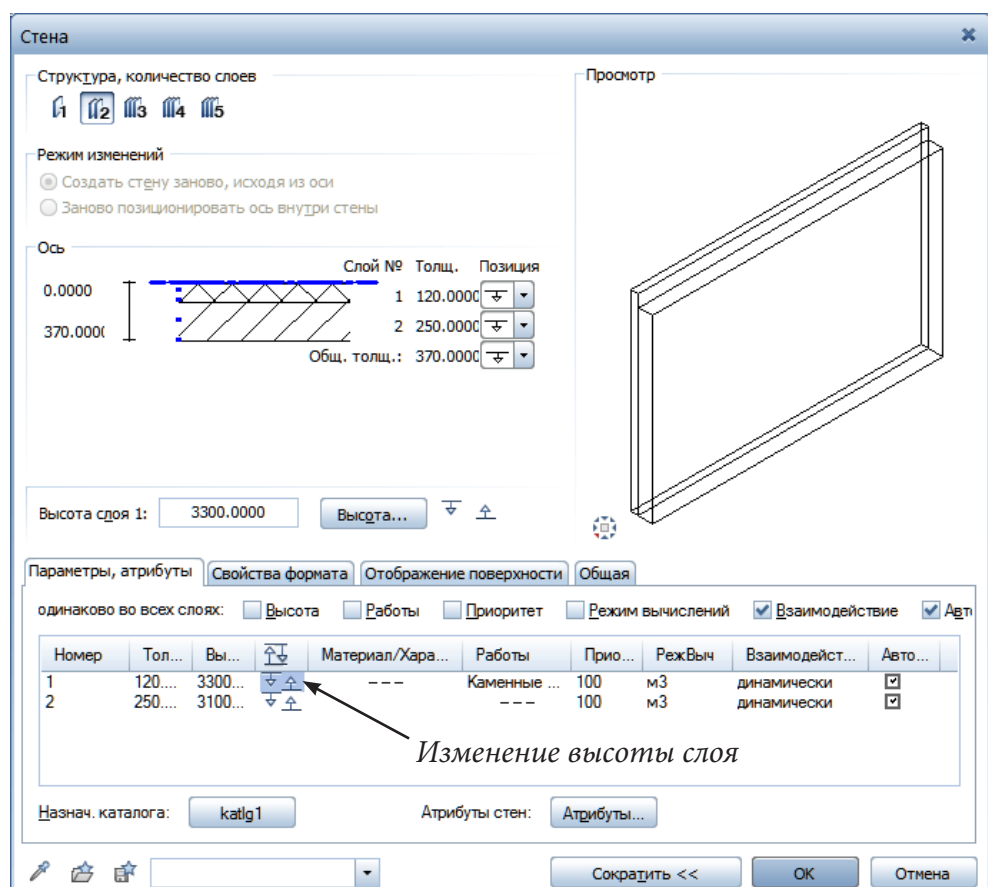 Стена
Структура, количество слоев
1 2 3 4 5
Режим изменений
Создать стену заново, исходя из оси
Заново позиционировать ось внутри стены
Ось
Слой № Толщ. Позиция
0.0000
1 120.0000
370.0000
2 250.0000
Общ. толщ.: 370.0000
Высота слоя 1: 3300.0000 Высота...
Просмотр
Параметры, атрибуты Свойства формата Отображение поверхности Общая
одинаково во всех слоях: Высота Работы Приоритет Режим вычислений Взаимодействие Авто
Номер Тол... Вы... Материал/Хара... Работы Прио... РежВыч Взаимодейст... Авто...
1 120.... 3300... --- Каменные ... 100 м3 динамически
2 250.... 3100... --- 100 м3 динамически
Изменение высоты слоя
Назнач. каталога: katlg1 Атрибуты стен: Атрибуты...
Сократить << ОК Отмена